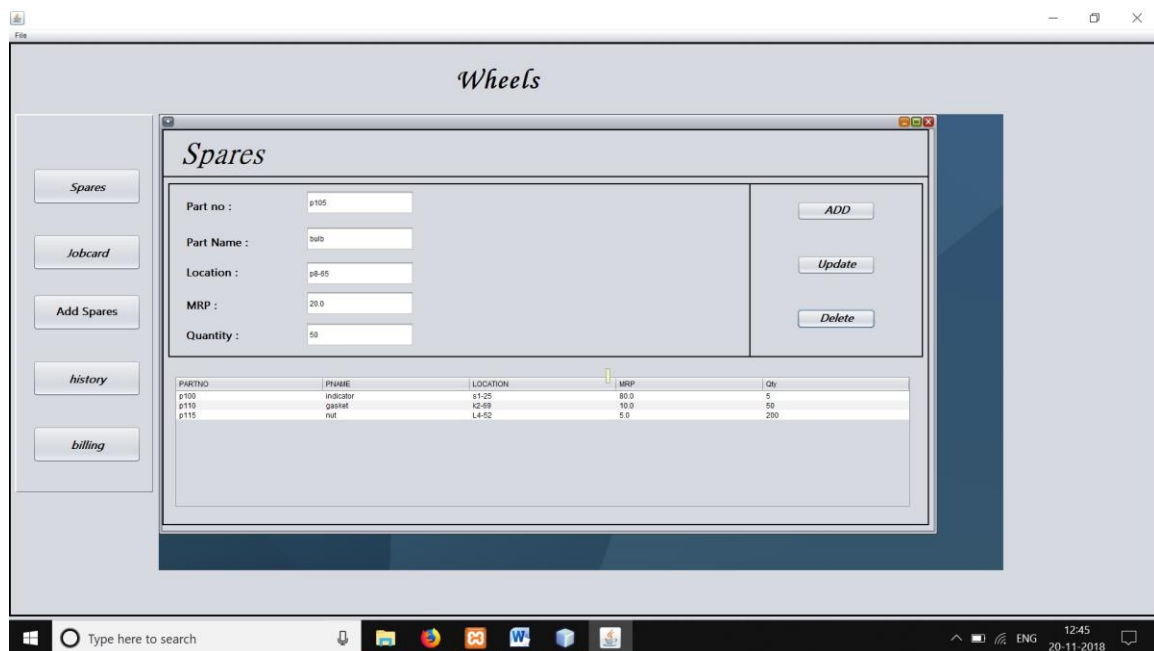 File
Wheels
Spares
Spares
Jobcard
Add Spares
history
billing
Part no :
p105
Part Name :
bulb
Location :
p8-65
MRP :
20.0
Quantity :
50
ADD
Update
Delete
PARTNO PNAME LOCATION MRP Qty
p100 indicator s1-25 80.0 5
p110 gasket k2-69 10.0 50
p115 nut L4-52 5.0 200
Type here to search
W
ENG
12:45
20-11-2018